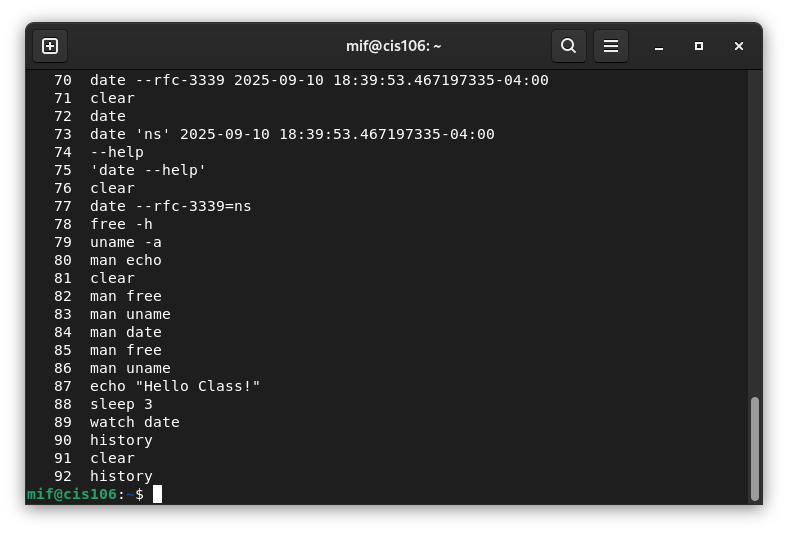 mif@cis106: ~
70 date --rfc-3339 2025-09-10 18:39:53.467197335-04:00
71 clear
72 date
73 date 'ns' 2025-09-10 18:39:53.467197335-04:00
74 --help
75 'date --help'
76 clear
77 date --rfc-3339=ns
78 free -h
79 uname -a
80 man echo
81 clear
82 man free
83 man uname
84 man date
85 man free
86 man uname
87 echo "Hello Class!"
88 sleep 3
89 watch date
90 history
91 clear
92 history
mif@cis106:~$